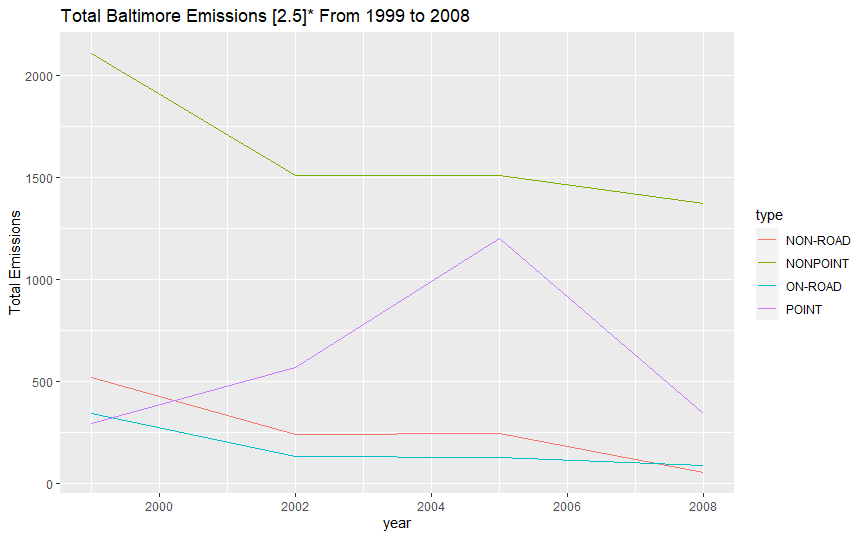 Total Baltimore Emissions [2.5]* From 1999 to 2008
Total Emissions
2000
1500
1000
500
0
2000 2002 2004 2006 2008
year
type
NON-ROAD
NONPOINT
ON-ROAD
POINT